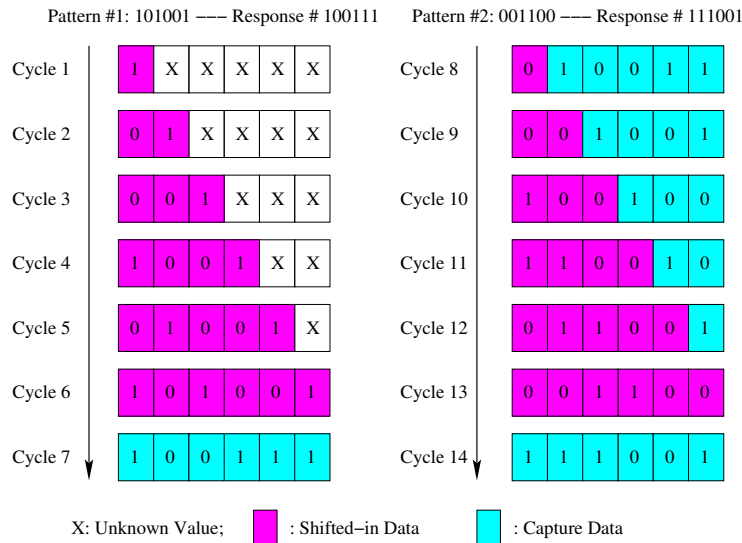 Pattern #1: 101001 −−− Response # 100111
Cycle 1 1 X X X X X
Cycle 2 0 1 X X X X
Cycle 3 0 0 1 X X X
Cycle 4 1 0 0 1 X X
Cycle 5 0 1 0 0 1 X
Cycle 6 1 0 1 0 0 1
Cycle 7 1 0 0 1 1 1
Pattern #2: 001100 −−− Response # 111001
Cycle 8 0 1 0 0 1 1
Cycle 9 0 0 1 0 0 1
Cycle 10 1 0 0 1 0 0
Cycle 11 1 1 0 0 1 0
Cycle 12 0 1 1 0 0 1
Cycle 13 0 0 1 1 0 0
Cycle 14 1 1 1 0 0 1
X: Unknown Value; : Shifted−in Data : Capture Data